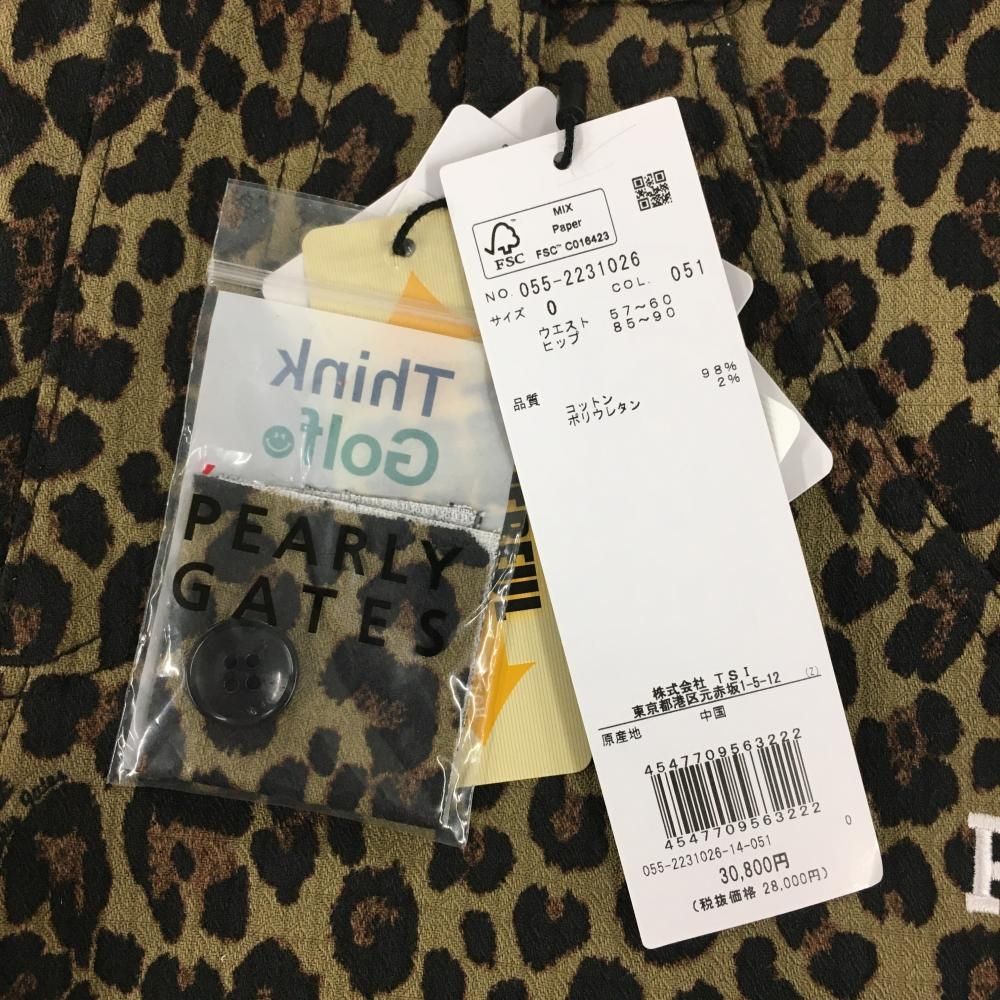 MIX
Paper
FSC™ C016423
FSC
NO. 055-2231026 COL. 051
サイズ 0
ウエスト 57～60
ヒップ 85～90
品質 コットン 98%
ポリウレタン 2%
株式会社 TSI
東京都港区元赤坂1-5-12 (Z)
原産地 中国
4547709563222
4547709563222
055-2231026-14-051 0
30,800円
(税抜価格 28,000円)
Think
Golf
PEARLY
GATES